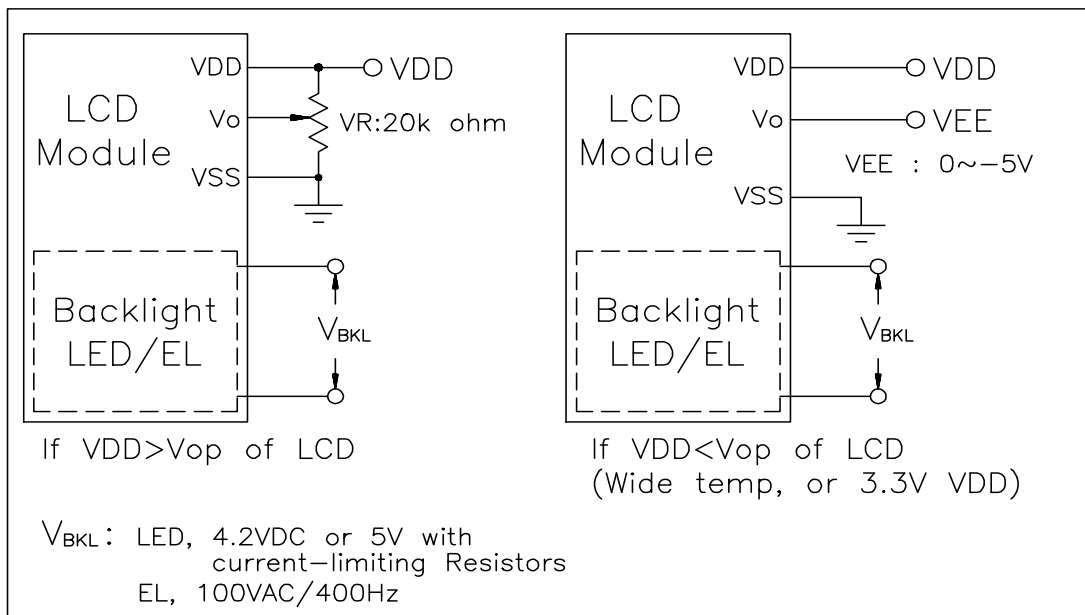 VDD
VDD
LCD
Module
Vo
VR:20k ohm
VSS
Backlight
LED/EL
VBKL
If VDD>Vop of LCD
VDD
VDD
LCD
Module
Vo
VEE
VEE : 0~-5V
VSS
Backlight
LED/EL
VBKL
If VDD<Vop of LCD
(Wide temp, or 3.3V VDD)
VBKL: LED, 4.2VDC or 5V with
current-limiting Resistors
EL, 100VAC/400Hz